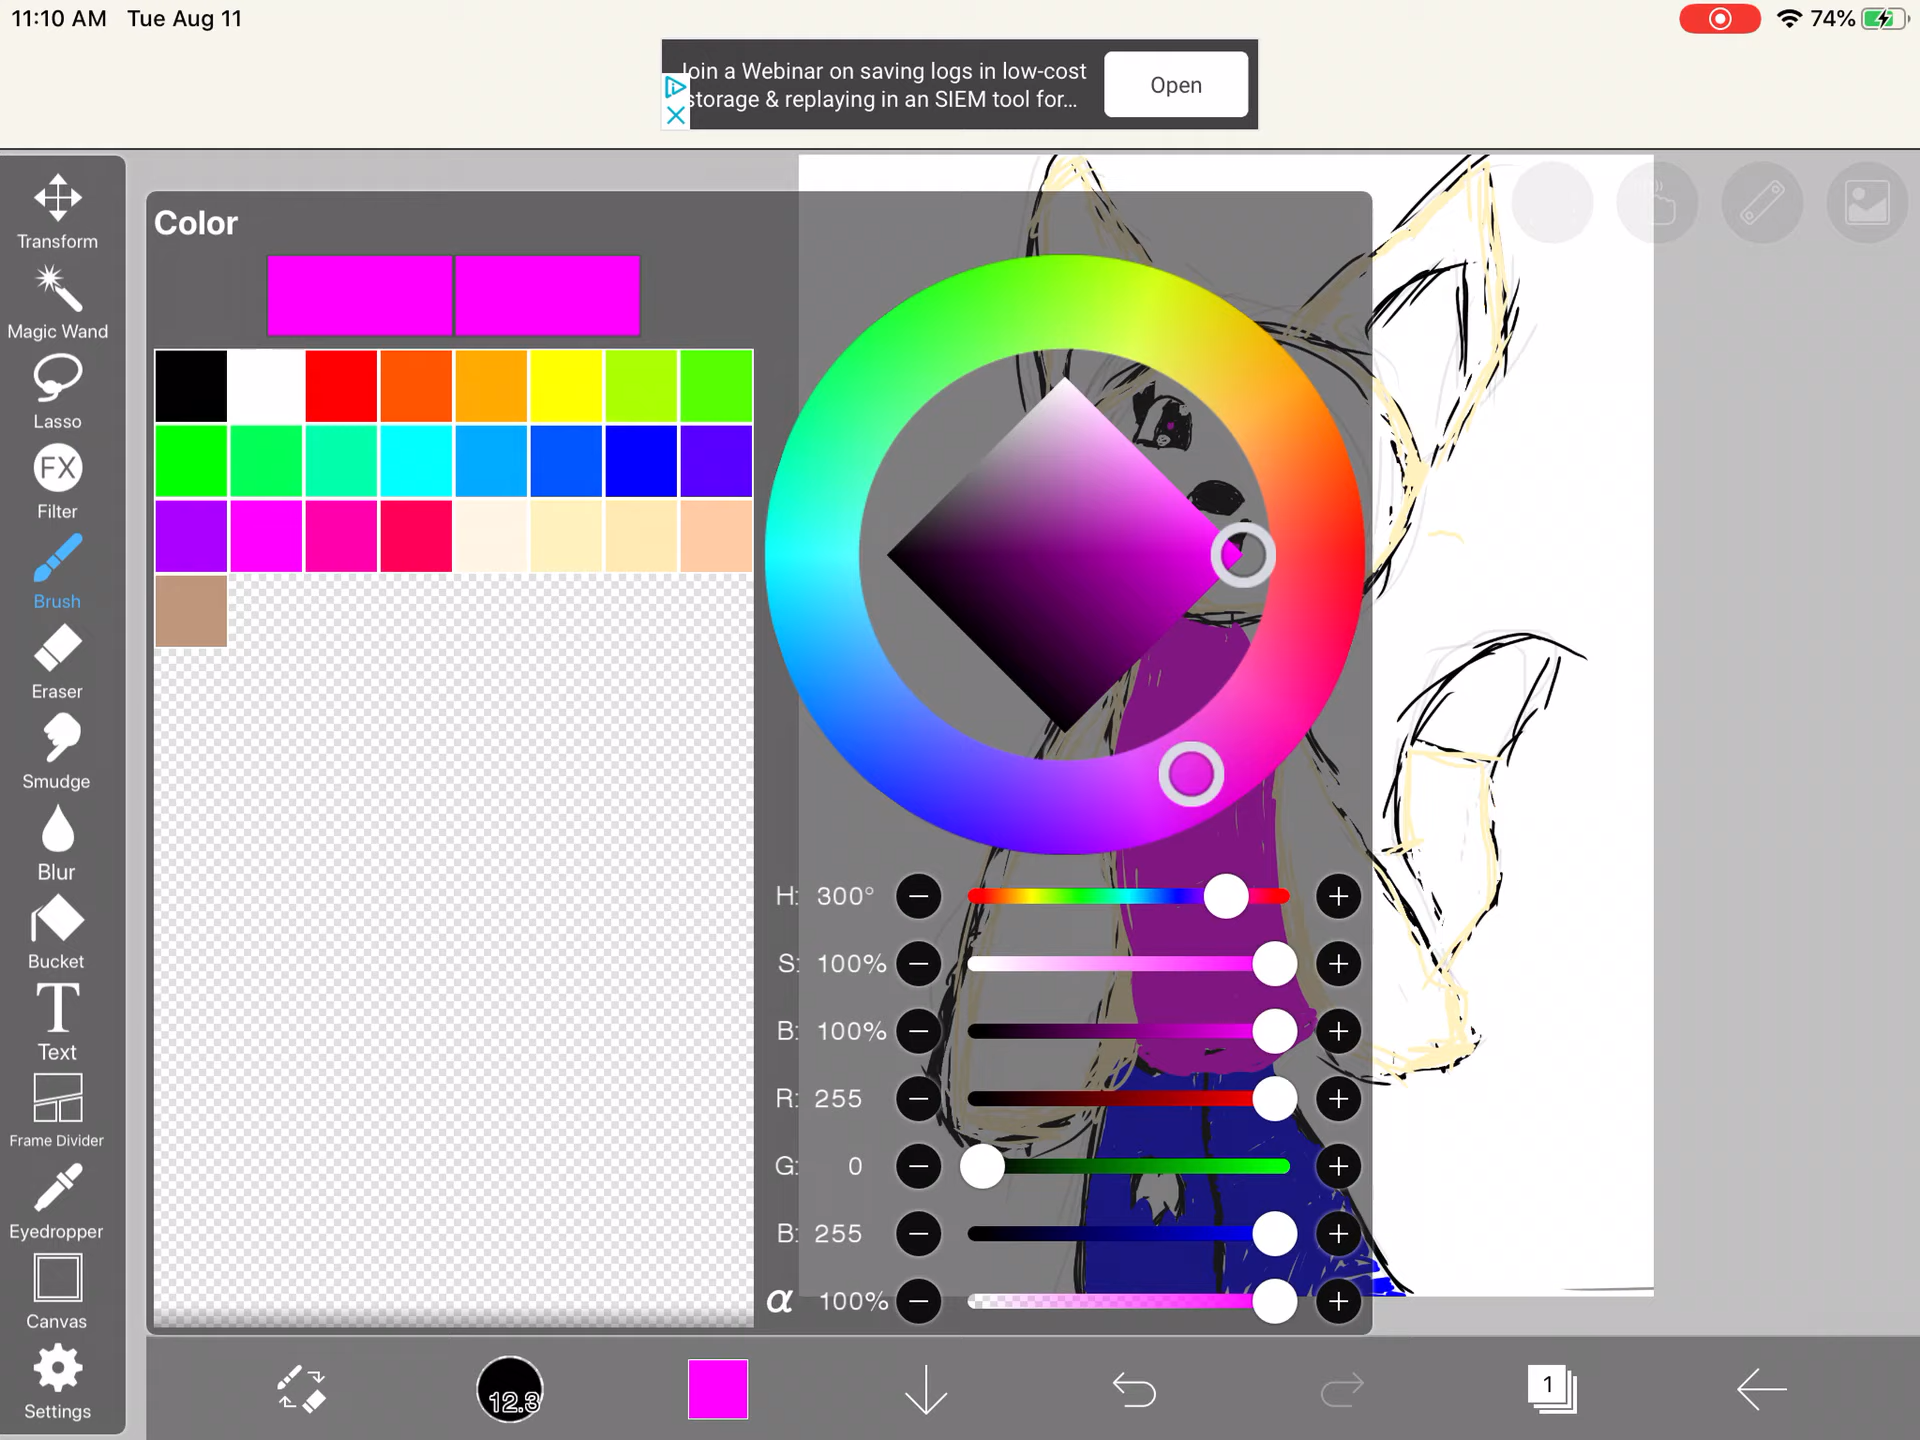 11:10 AM Tue Aug 11
74%
Join a Webinar on saving logs in low-cost
storage & replaying in an SIEM tool for...
Open
Transform
Magic Wand
Lasso
FX
Filter
Brush
Eraser
Smudge
Blur
Bucket
T
Text
Frame Divider
Eyedropper
Canvas
Settings
Color
H: 300°
S: 100%
B: 100%
R: 255
G: 0
B: 255
α 100%
12.3
1